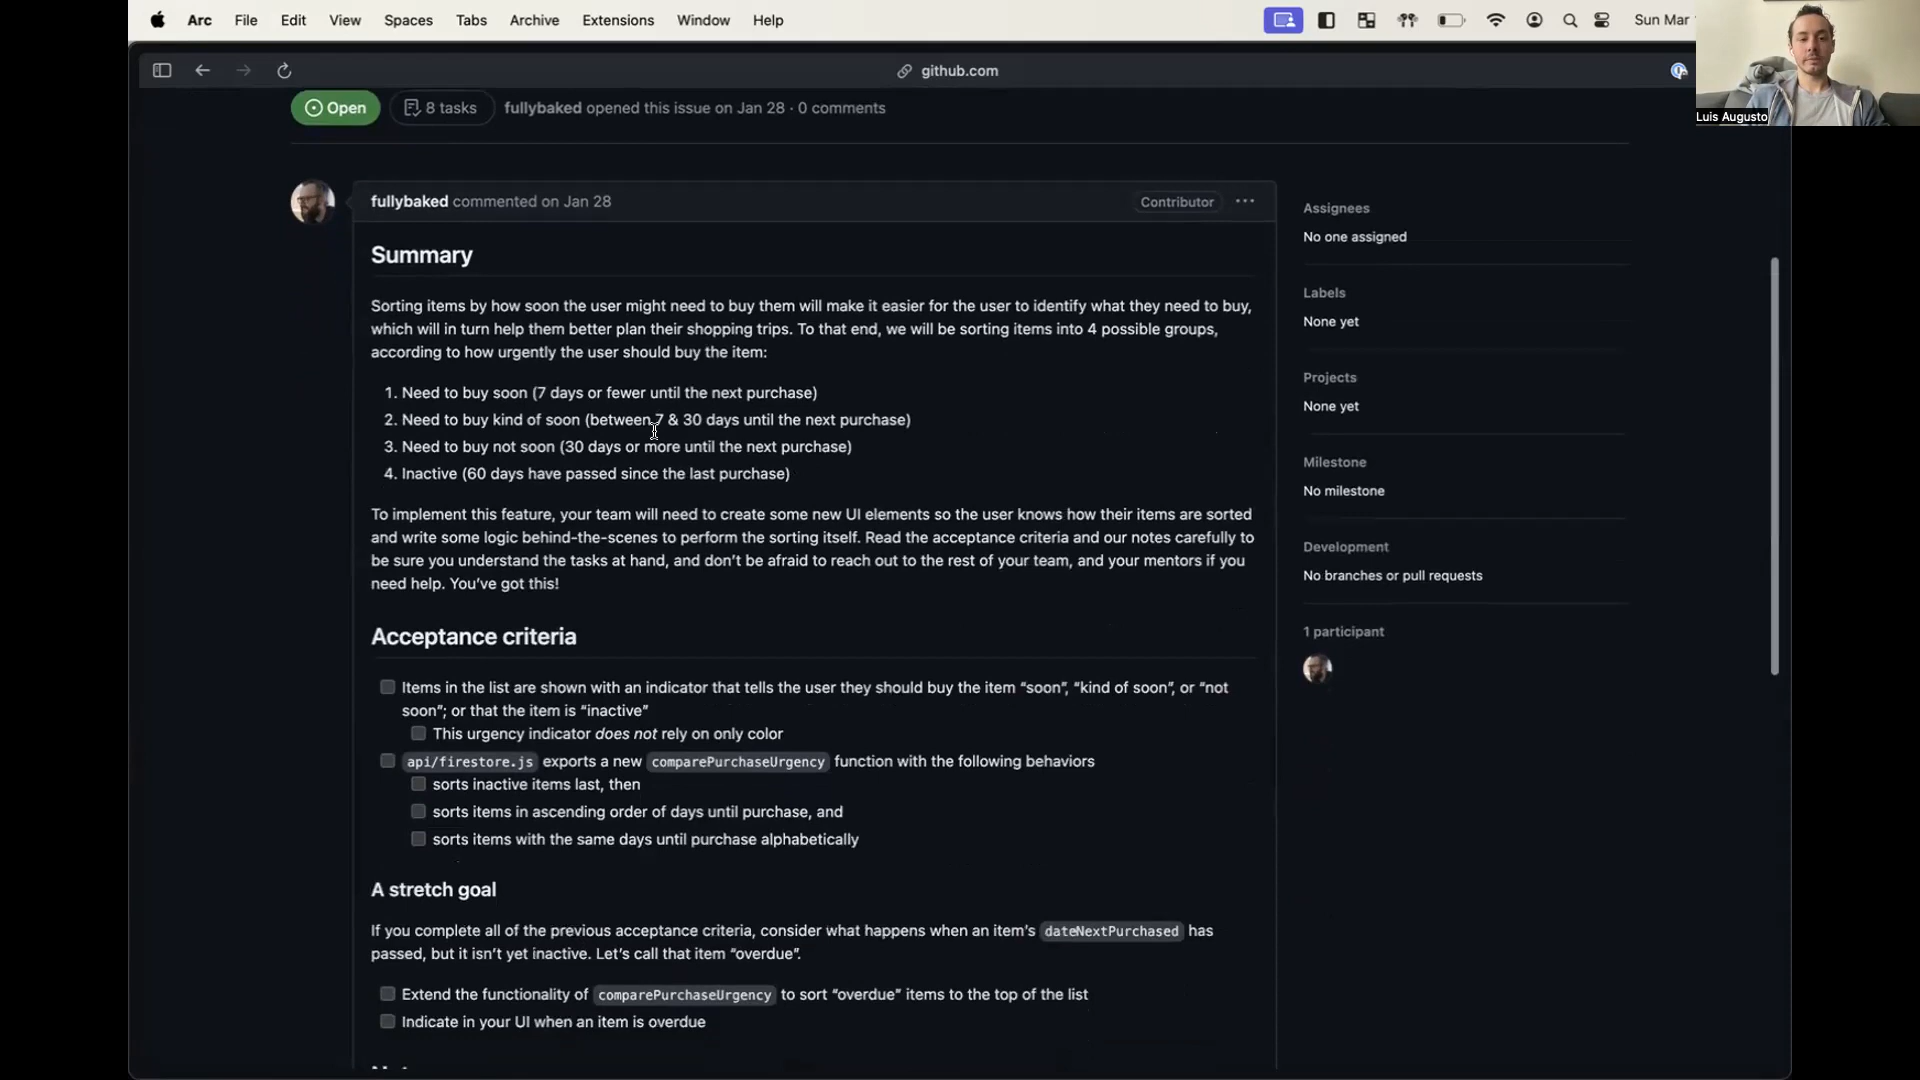 Arc File Edit View Spaces Tabs Archive Extensions Window Help Sun Mar
github.com
Luis Augusto
Open 8 tasks fullybaked opened this issue on Jan 28 · 0 comments
fullybaked commented on Jan 28 Contributor ···
Summary
Sorting items by how soon the user might need to buy them will make it easier for the user to identify what they need to buy,
which will in turn help them better plan their shopping trips. To that end, we will be sorting items into 4 possible groups,
according to how urgently the user should buy the item:
1. Need to buy soon (7 days or fewer until the next purchase)
2. Need to buy kind of soon (between 7 & 30 days until the next purchase)
3. Need to buy not soon (30 days or more until the next purchase)
4. Inactive (60 days have passed since the last purchase)
To implement this feature, your team will need to create some new UI elements so the user knows how their items are sorted
and write some logic behind-the-scenes to perform the sorting itself. Read the acceptance criteria and our notes carefully to
be sure you understand the tasks at hand, and don’t be afraid to reach out to the rest of your team, and your mentors if you
need help. You’ve got this!
Acceptance criteria
Items in the list are shown with an indicator that tells the user they should buy the item “soon”, “kind of soon”, or “not
soon”; or that the item is “inactive”
This urgency indicator does not rely on only color
api/firestore.js exports a new comparePurchaseUrgency function with the following behaviors
sorts inactive items last, then
sorts items in ascending order of days until purchase, and
sorts items with the same days until purchase alphabetically
A stretch goal
If you complete all of the previous acceptance criteria, consider what happens when an item’s dateNextPurchased has
passed, but it isn’t yet inactive. Let’s call that item “overdue”.
Extend the functionality of comparePurchaseUrgency to sort “overdue” items to the top of the list
Indicate in your UI when an item is overdue
Assignees
No one assigned
Labels
None yet
Projects
None yet
Milestone
No milestone
Development
No branches or pull requests
1 participant